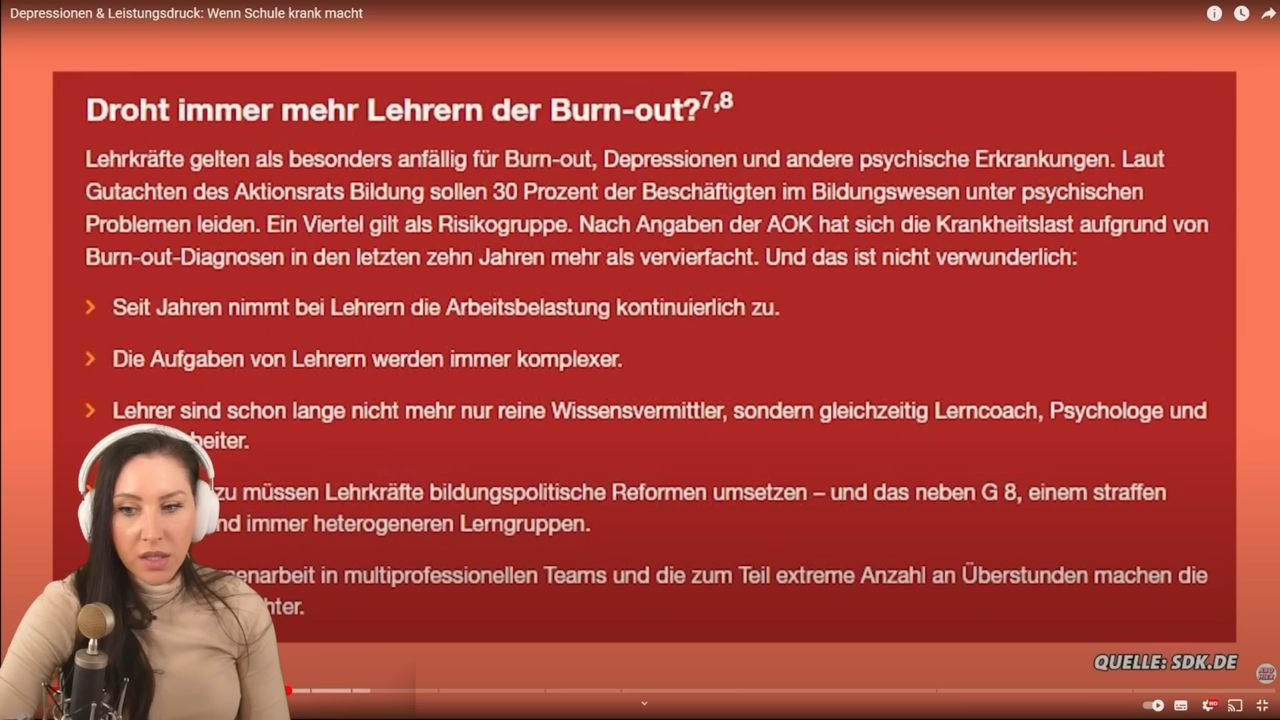 Depressionen & Leistungsdruck: Wenn Schule krank macht
Droht immer mehr Lehrern der Burn-out?7,8
Lehrkräfte gelten als besonders anfällig für Burn-out, Depressionen und andere psychische Erkrankungen. Laut
Gutachten des Aktionsrats Bildung sollen 30 Prozent der Beschäftigten im Bildungswesen unter psychischen
Problemen leiden. Ein Viertel gilt als Risikogruppe. Nach Angaben der AOK hat sich die Krankheitslast aufgrund von
Burn-out-Diagnosen in den letzten zehn Jahren mehr als vervierfacht. Und das ist nicht verwunderlich:
Seit Jahren nimmt bei Lehrern die Arbeitsbelastung kontinuierlich zu.
Die Aufgaben von Lehrern werden immer komplexer.
Lehrer sind schon lange nicht mehr nur reine Wissensvermittler, sondern gleichzeitig Lerncoach, Psychologe und
beiter.
zu müssen Lehrkräfte bildungspolitische Reformen umsetzen – und das neben G 8, einem straffen
nd immer heterogeneren Lerngruppen.
menarbeit in multiprofessionellen Teams und die zum Teil extreme Anzahl an Überstunden machen die
hter.
QUELLE: SDK.DE
HD